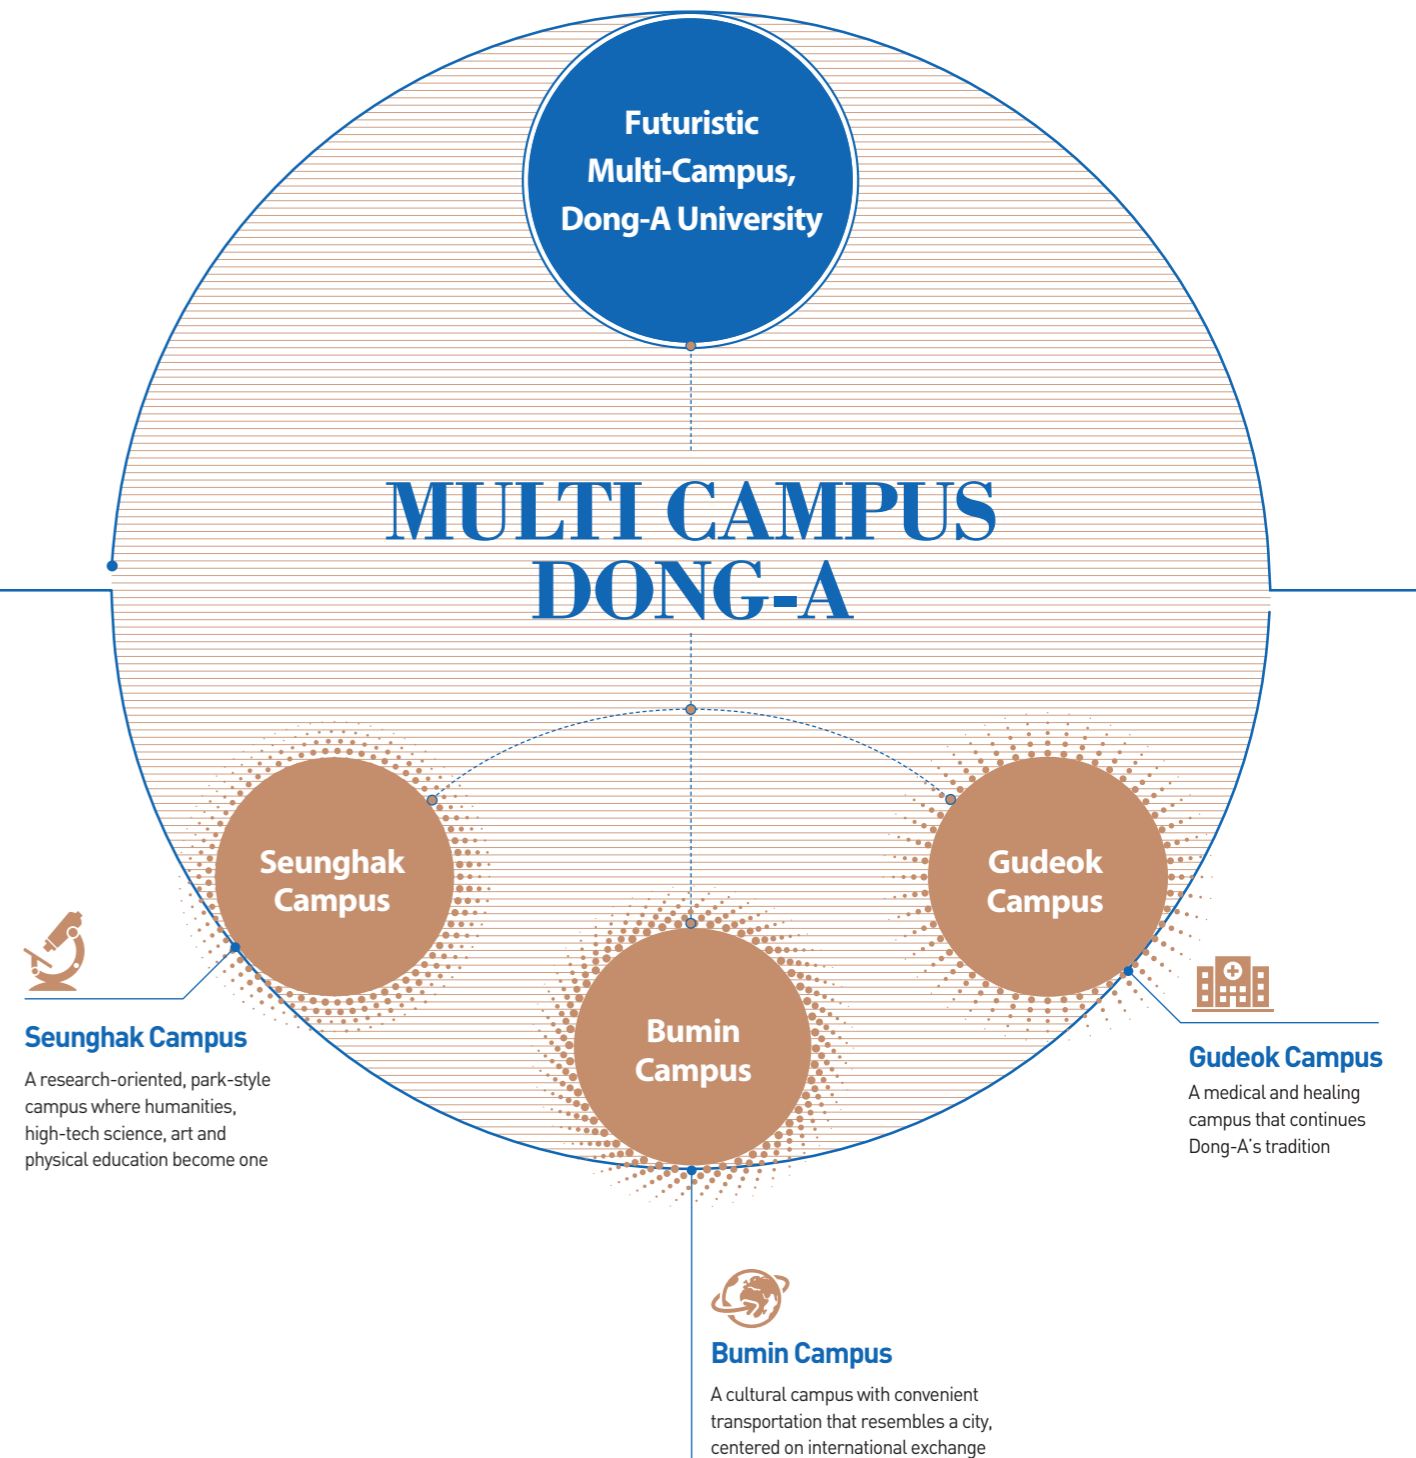 Futuristic
Multi-Campus,
Dong-A University
MULTI CAMPUS
DONG-A
Seunghak
Campus
Gudeok
Campus
Bumin
Campus
Seunghak Campus
A research-oriented, park-style
campus where humanities,
high-tech science, art and
physical education become one
Gudeok Campus
A medical and healing
campus that continues
Dong-A's tradition
Bumin Campus
A cultural campus with convenient
transportation that resembles a city,
centered on international exchange